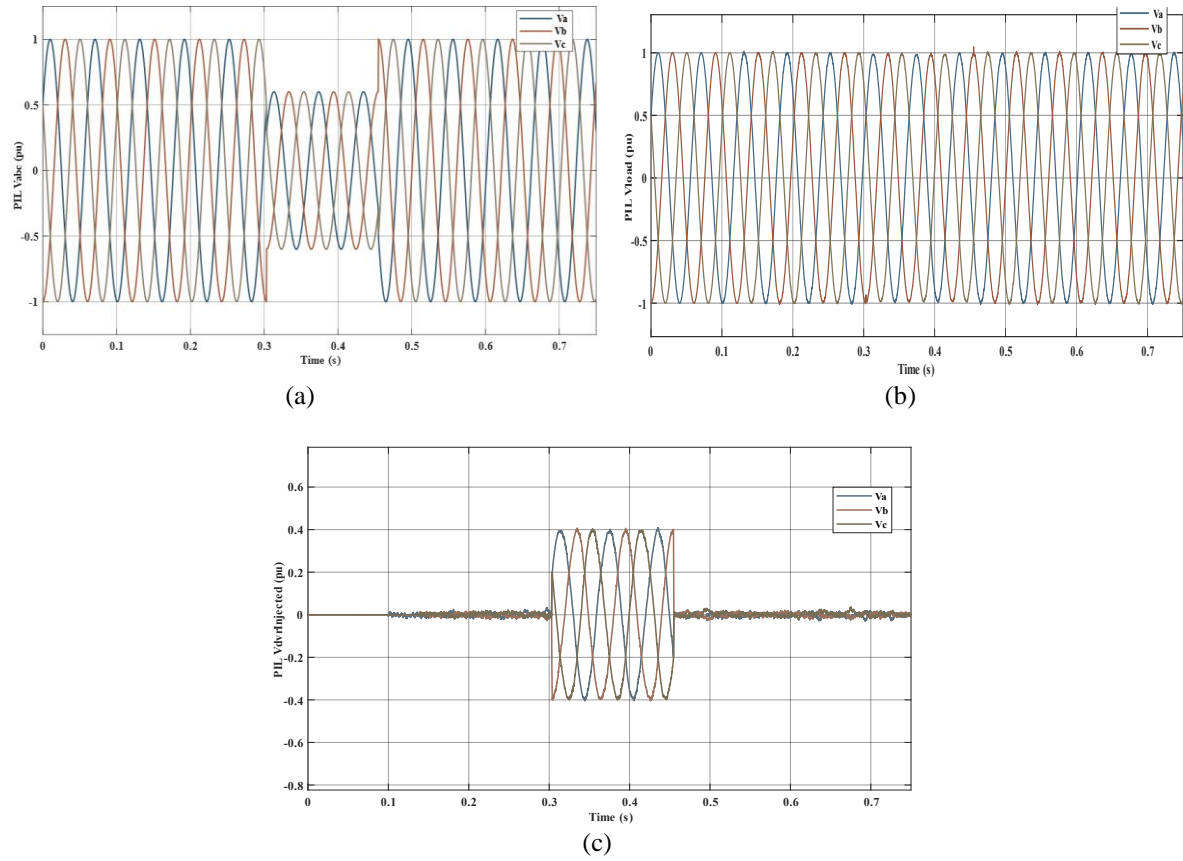 Va
Vb
Vc
1
0.5
0
-0.5
-1
PIL Vabc (pu)
0 0.1 0.2 0.3 0.4 0.5 0.6 0.7
Time (s)
(a)
Va
Vb
Vc
1
0.5
0
-0.5
-1
PIL Vload (pu)
0 0.1 0.2 0.3 0.4 0.5 0.6 0.7
Time (s)
(b)
Va
Vb
Vc
0.6
0.4
0.2
0
-0.2
-0.4
-0.6
-0.8
PIL VdvrInjected (pu)
0 0.1 0.2 0.3 0.4 0.5 0.6 0.7
Time (s)
(c)